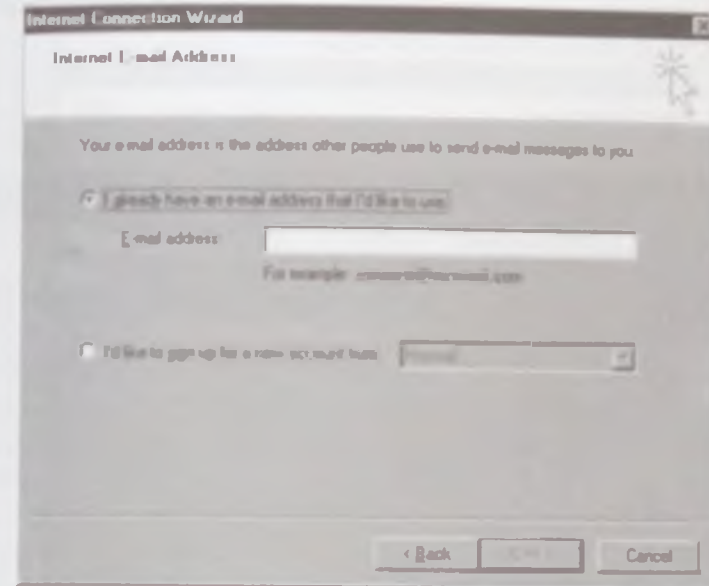 Internet Connection Wizard
Internet E-mail Address
Your e-mail address is the address other people use to send e-mail messages to you.
I already have an e-mail address that I'd like to use.
E-mail address:
For example:
I'd like to sign up for a new account from:
< Back
Cancel